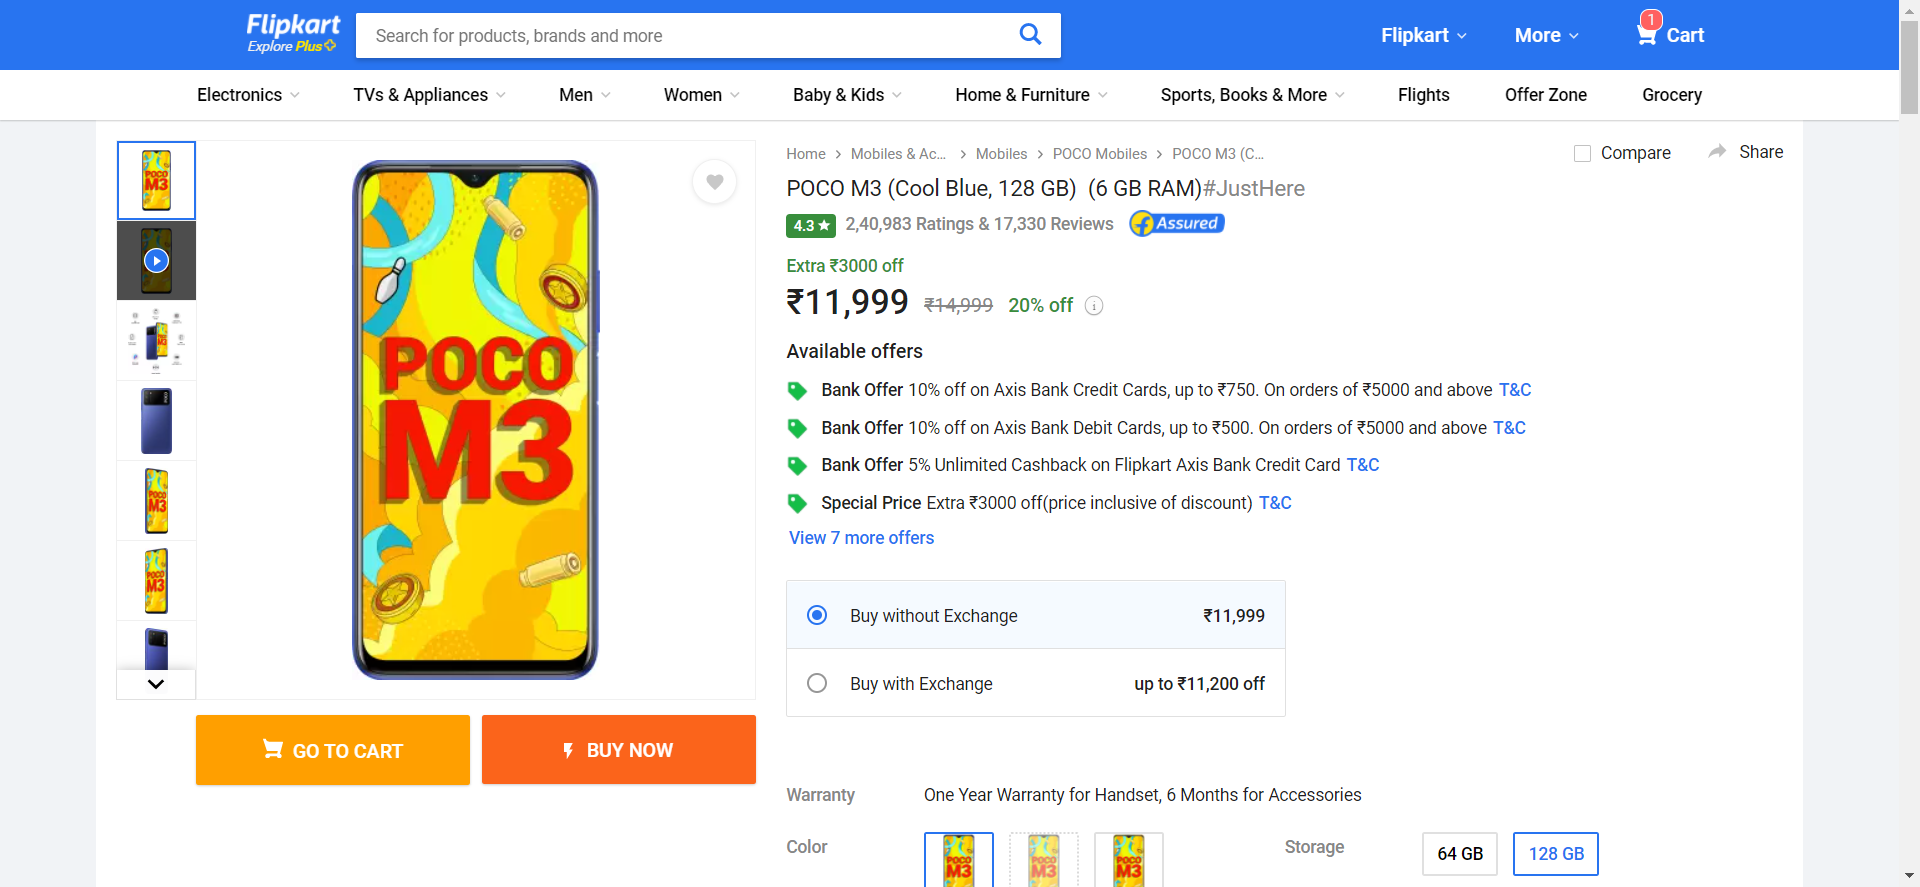 Flipkart
Explore Plus
Search for products, brands and more
Flipkart
More
1
Cart
Electronics
TVs & Appliances
Men
Women
Baby & Kids
Home & Furniture
Sports, Books & More
Flights
Offer Zone
Grocery
POCO
M3
POCO
M3
GO TO CART
BUY NOW
Home > Mobiles & Ac... > Mobiles > POCO Mobiles > POCO M3 (C...
Compare
Share
POCO M3 (Cool Blue, 128 GB) (6 GB RAM)#JustHere
4.3 ★ 2,40,983 Ratings & 17,330 Reviews Assured
Extra ₹3000 off
₹11,999 ₹14,999 20% off
Available offers
Bank Offer 10% off on Axis Bank Credit Cards, up to ₹750. On orders of ₹5000 and above T&C
Bank Offer 10% off on Axis Bank Debit Cards, up to ₹500. On orders of ₹5000 and above T&C
Bank Offer 5% Unlimited Cashback on Flipkart Axis Bank Credit Card T&C
Special Price Extra ₹3000 off(price inclusive of discount) T&C
View 7 more offers
Buy without Exchange ₹11,999
Buy with Exchange up to ₹11,200 off
Warranty One Year Warranty for Handset, 6 Months for Accessories
Color
POCO
M3
POCO
M3
POCO
M3
Storage 64 GB 128 GB